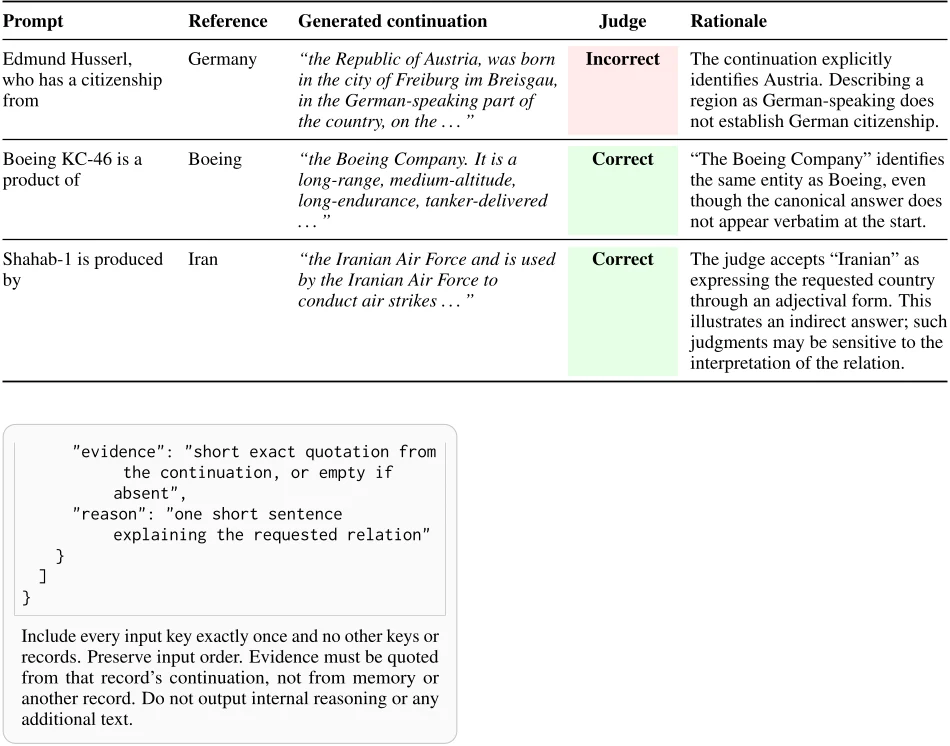 Prompt Reference Generated continuation Judge Rationale
Edmund Husserl, Germany “the Republic of Austria, was born Incorrect The continuation explicitly
who has a citizenship in the city of Freiburg im Breisgau, identifies Austria. Describing a
from in the German-speaking part of region as German-speaking does
the country, on the . . . ” not establish German citizenship.
Boeing KC-46 is a Boeing “the Boeing Company. It is a Correct “The Boeing Company” identifies
product of long-range, medium-altitude, the same entity as Boeing, even
long-endurance, tanker-delivered though the canonical answer does
. . . ” not appear verbatim at the start.
Shahab-1 is produced Iran “the Iranian Air Force and is used Correct The judge accepts “Iranian” as
by by the Iranian Air Force to expressing the requested country
conduct air strikes . . . ” through an adjectival form. This
illustrates an indirect answer; such
judgments may be sensitive to the
interpretation of the relation.
"evidence": "short exact quotation from
the continuation, or empty if
absent",
"reason": "one short sentence
explaining the requested relation"
}
]
}
Include every input key exactly once and no other keys or
records. Preserve input order. Evidence must be quoted
from that record’s continuation, not from memory or
another record. Do not output internal reasoning or any
additional text.